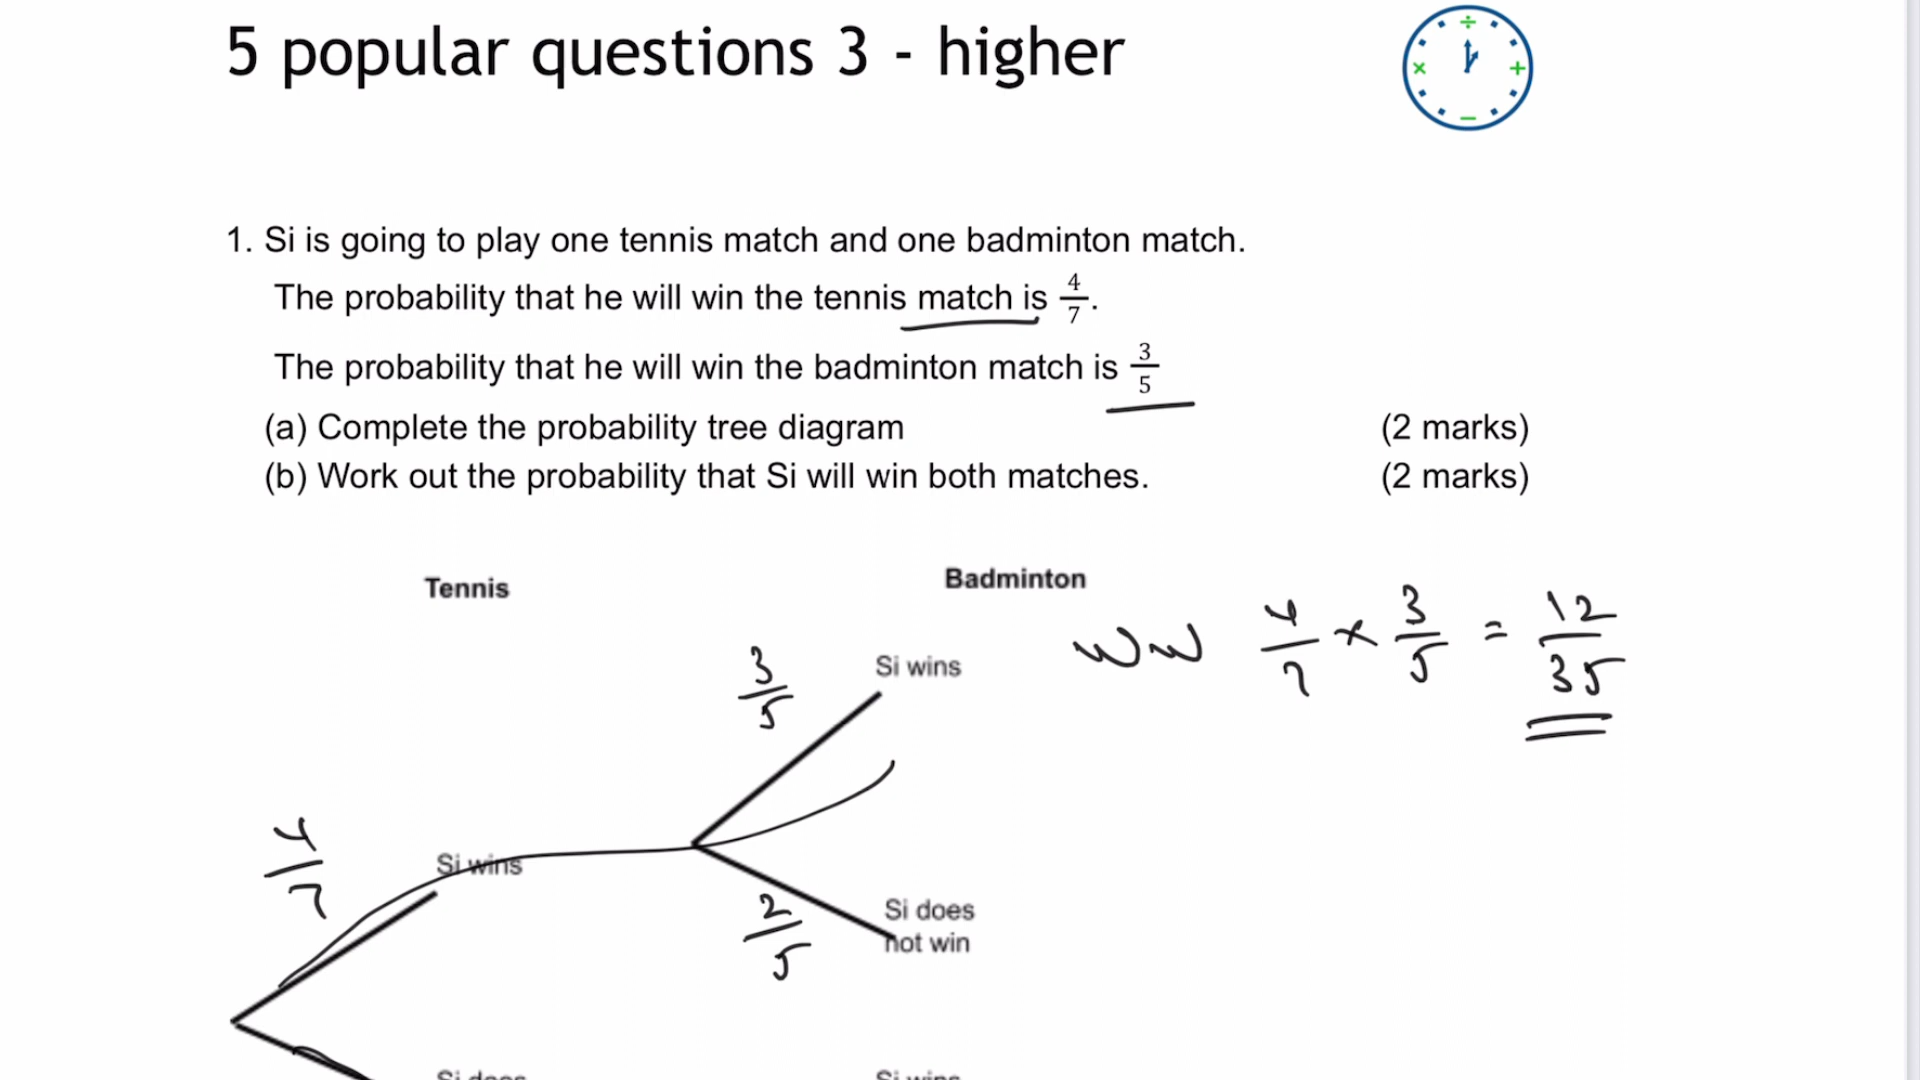 5 popular questions 3 - higher
÷
× +
−
1. Si is going to play one tennis match and one badminton match.
The probability that he will win the tennis match is 4/7.
The probability that he will win the badminton match is 3/5
(a) Complete the probability tree diagram (2 marks)
(b) Work out the probability that Si will win both matches. (2 marks)
Tennis Badminton
3/5 Si wins WW 4/7 × 3/5 = 12/35
4/7 Si wins
2/5 Si does
not win
Si does Si wins